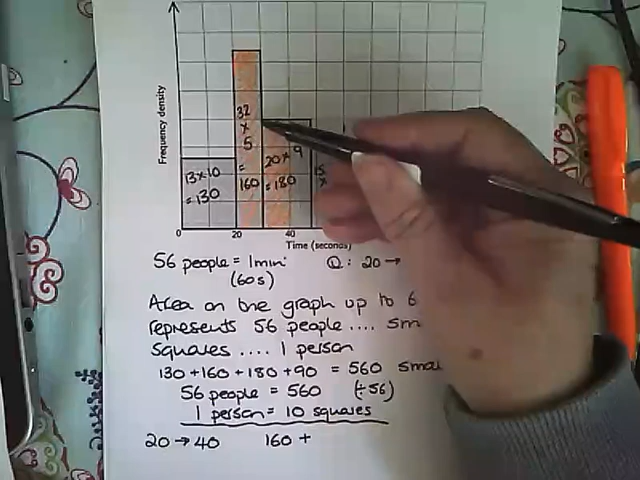 Frequency density
32
x
5
=
160
13 x 10
= 130
20 x 9
= 180
15
x
0 20 40
Time (seconds)
56 people = 1min Q: 20 →
(60s)
Area on the graph up to 6
represents 56 people .... sm
squares .... 1 person
130 + 160 + 180 + 90 = 560 smal
56 people = 560 (÷56)
1 person = 10 squares
20 → 40 160 +